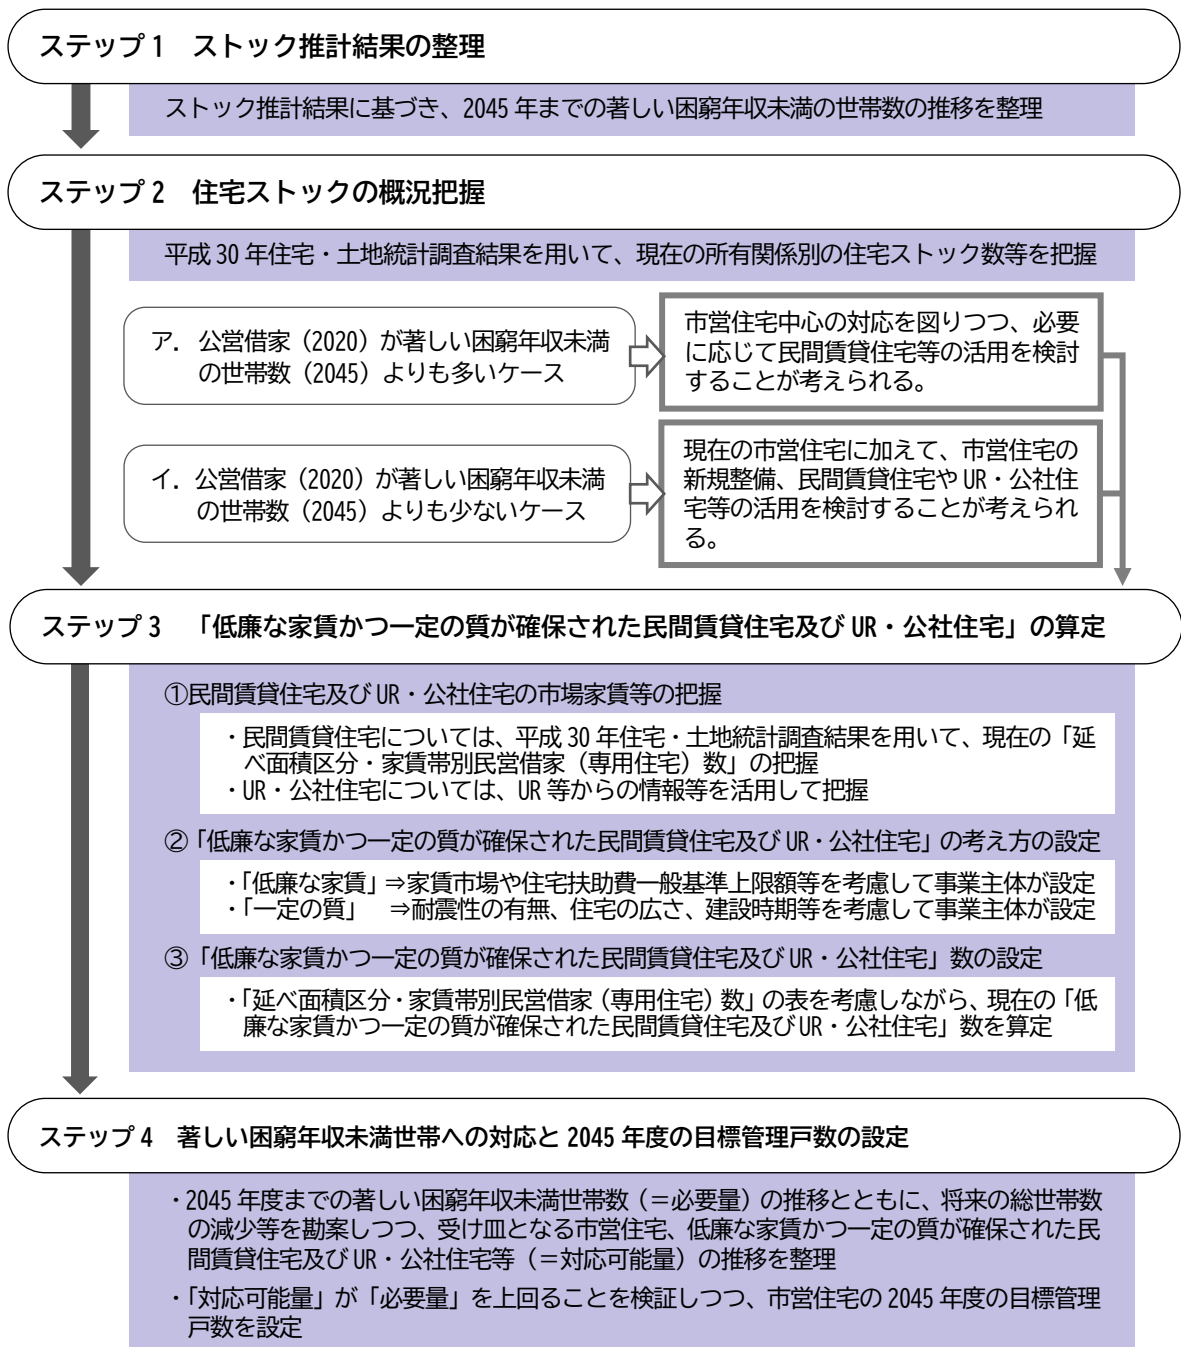 ステップ1　ストック推計結果の整理
ストック推計結果に基づき、2045年までの著しい困窮年収未満の世帯数の推移を整理
ステップ2　住宅ストックの概況把握
平成30年住宅・土地統計調査結果を用いて、現在の所有関係別の住宅ストック数等を把握
ア．公営借家（2020）が著しい困窮年収未満
の世帯数（2045）よりも多いケース
市営住宅中心の対応を図りつつ、必要
に応じて民間賃貸住宅等の活用を検討
することが考えられる。
イ．公営借家（2020）が著しい困窮年収未満
の世帯数（2045）よりも少ないケース
現在の市営住宅に加えて、市営住宅の
新規整備、民間賃貸住宅やUR・公社住
宅等の活用を検討することが考えられ
る。
ステップ3　「低廉な家賃かつ一定の質が確保された民間賃貸住宅及びUR・公社住宅」の算定
①民間賃貸住宅及びUR・公社住宅の市場家賃等の把握
・民間賃貸住宅については、平成30年住宅・土地統計調査結果を用いて、現在の「延
べ面積区分・家賃帯別民営借家（専用住宅）数」の把握
・UR・公社住宅については、UR等からの情報等を活用して把握
②「低廉な家賃かつ一定の質が確保された民間賃貸住宅及びUR・公社住宅」の考え方の設定
・「低廉な家賃」⇒家賃市場や住宅扶助費一般基準上限額等を考慮して事業主体が設定
・「一定の質」　⇒耐震性の有無、住宅の広さ、建設時期等を考慮して事業主体が設定
③「低廉な家賃かつ一定の質が確保された民間賃貸住宅及びUR・公社住宅」数の設定
・「延べ面積区分・家賃帯別民営借家（専用住宅）数」の表を考慮しながら、現在の「低
廉な家賃かつ一定の質が確保された民間賃貸住宅及びUR・公社住宅」数を算定
ステップ4　著しい困窮年収未満世帯への対応と2045年度の目標管理戸数の設定
・2045年度までの著しい困窮年収未満世帯数（＝必要量）の推移とともに、将来の総世帯数
の減少等を勘案しつつ、受け皿となる市営住宅、低廉な家賃かつ一定の質が確保された民
間賃貸住宅及びUR・公社住宅等（＝対応可能量）の推移を整理
・「対応可能量」が「必要量」を上回ることを検証しつつ、市営住宅の2045年度の目標管理
戸数を設定